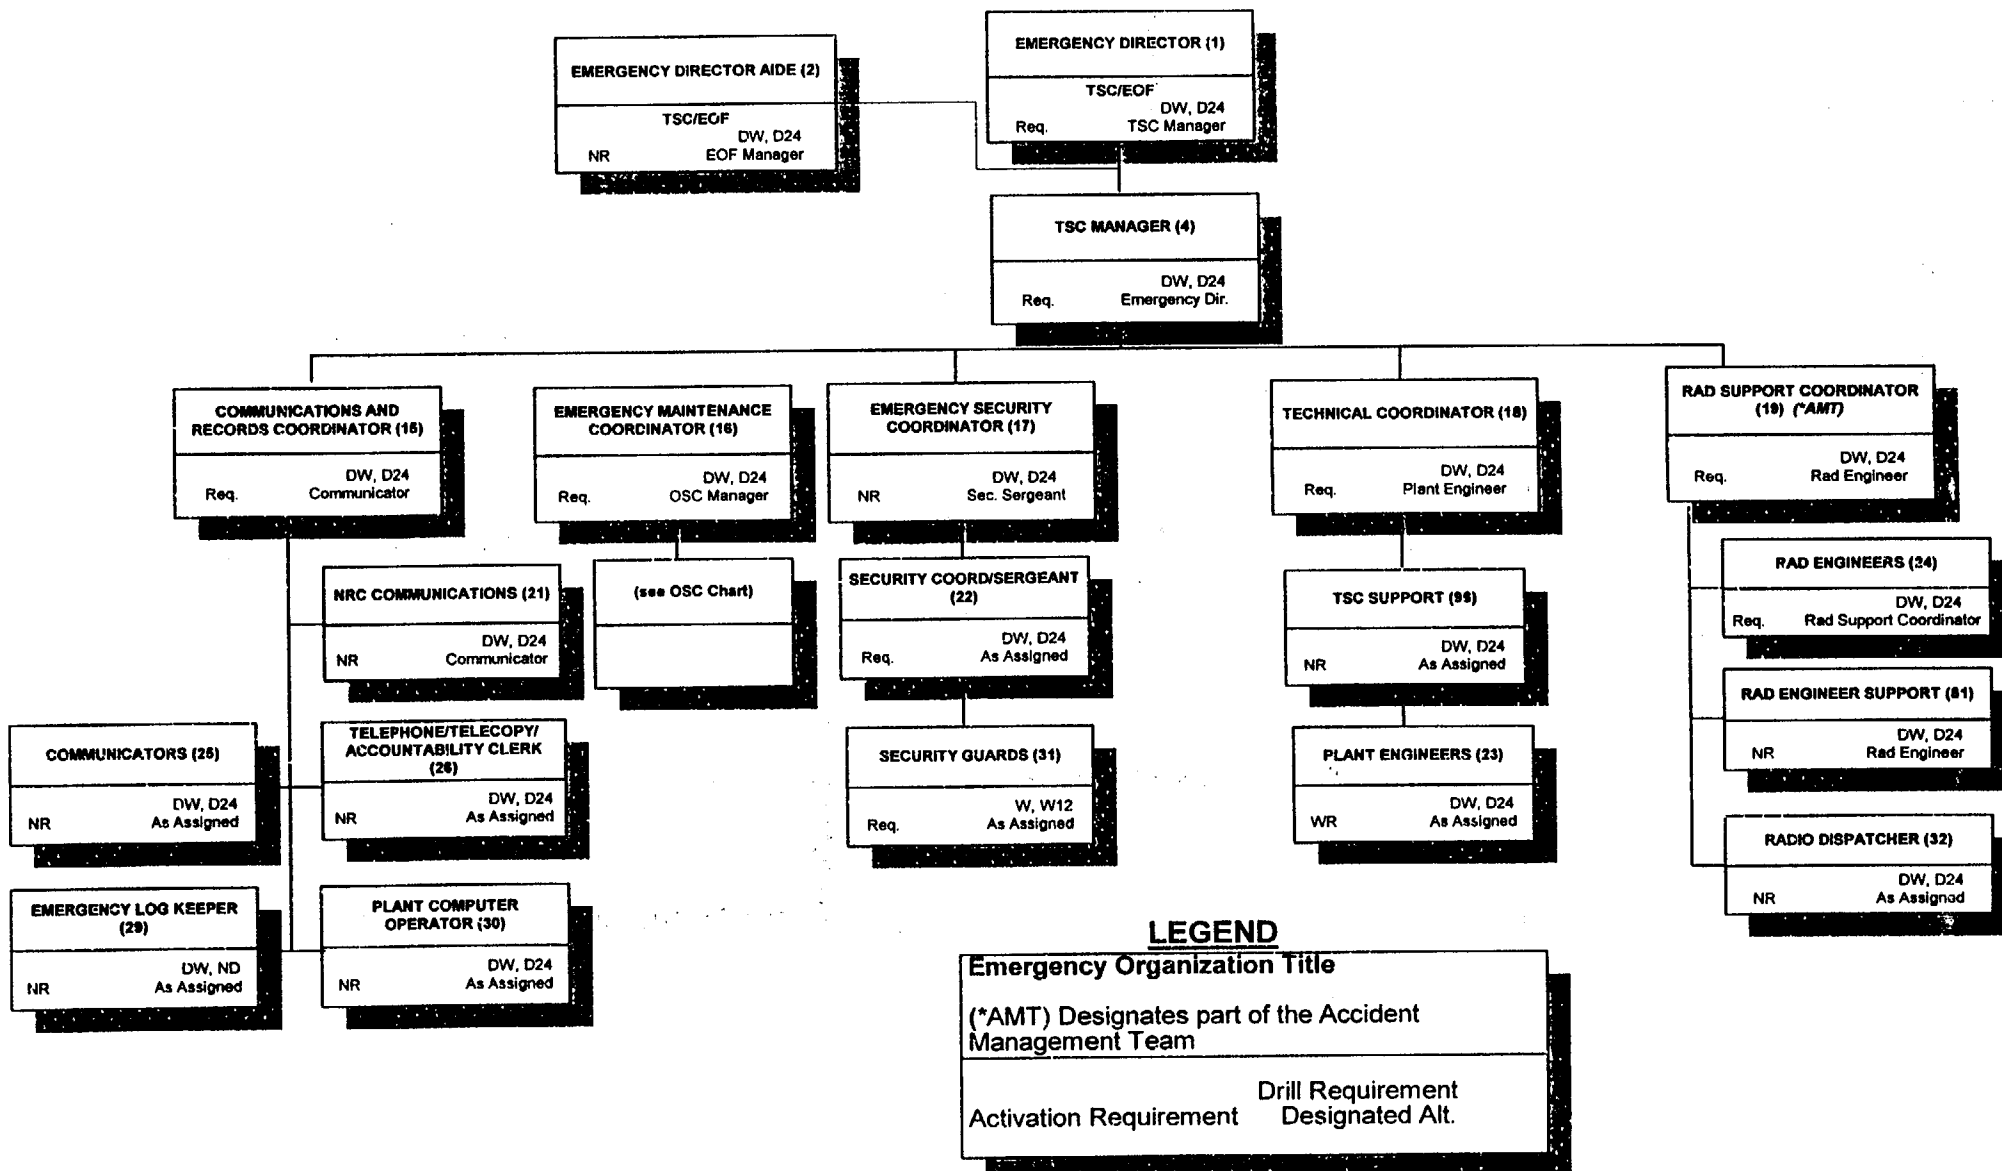 EMERGENCY DIRECTOR AIDE (2)
TSC/EOF
DW, D24
NR EOF Manager
EMERGENCY DIRECTOR (1)
TSC/EOF
DW, D24
Req. TSC Manager
TSC MANAGER (4)
DW, D24
Req. Emergency Dir.
COMMUNICATIONS AND
RECORDS COORDINATOR (15)
DW, D24
Req. Communicator
EMERGENCY MAINTENANCE
COORDINATOR (16)
DW, D24
Req. OSC Manager
EMERGENCY SECURITY
COORDINATOR (17)
DW, D24
NR Sec. Sergeant
TECHNICAL COORDINATOR (18)
DW, D24
Req. Plant Engineer
RAD SUPPORT COORDINATOR
(19) (*AMT)
DW, D24
Req. Rad Engineer
NRC COMMUNICATIONS (21)
DW, D24
NR Communicator
(see OSC Chart)
SECURITY COORD/SERGEANT
(22)
DW, D24
Req. As Assigned
TSC SUPPORT (99)
DW, D24
NR As Assigned
RAD ENGINEERS (24)
DW, D24
Req. Rad Support Coordinator
RAD ENGINEER SUPPORT (81)
DW, D24
NR Rad Engineer
COMMUNICATORS (25)
DW, D24
NR As Assigned
TELEPHONE/TELECOPY/
ACCOUNTABILITY CLERK
(26)
DW, D24
NR As Assigned
SECURITY GUARDS (31)
W, W12
Req. As Assigned
PLANT ENGINEERS (23)
DW, D24
WR As Assigned
RADIO DISPATCHER (32)
DW, D24
NR As Assigned
EMERGENCY LOG KEEPER
(29)
DW, ND
NR As Assigned
PLANT COMPUTER
OPERATOR (30)
DW, D24
NR As Assigned
LEGEND
Emergency Organization Title
(*AMT) Designates part of the Accident
Management Team
Drill Requirement
Activation Requirement Designated Alt.